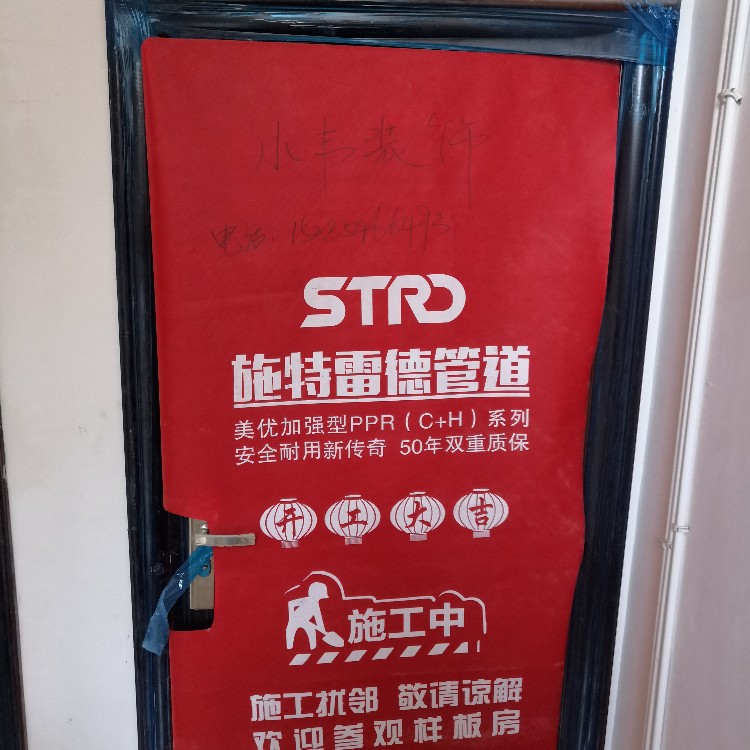 小韦装饰
电话:
STRO
施特雷德管道
美优加强型PPR（C+H）系列
安全耐用新传奇 50年双重质保
开工大吉
施工中
施工扰邻 敬请谅解
欢迎参观样板房